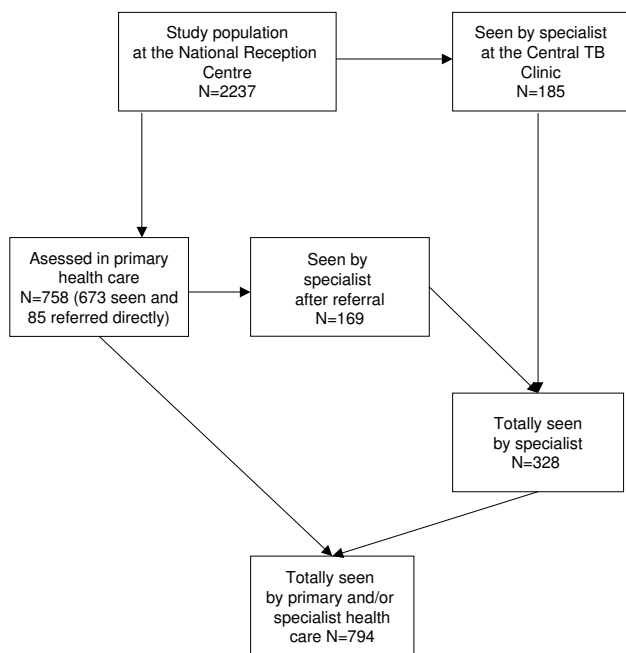 Study population
at the National Reception
Centre
N=2237
Seen by specialist
at the Central TB
Clinic
N=185
Asessed in primary
health care
N=758 (673 seen and
85 referred directly)
Seen by
specialist
after referral
N=169
Totally seen
by specialist
N=328
Totally seen
by primary and/or
specialist health
care N=794